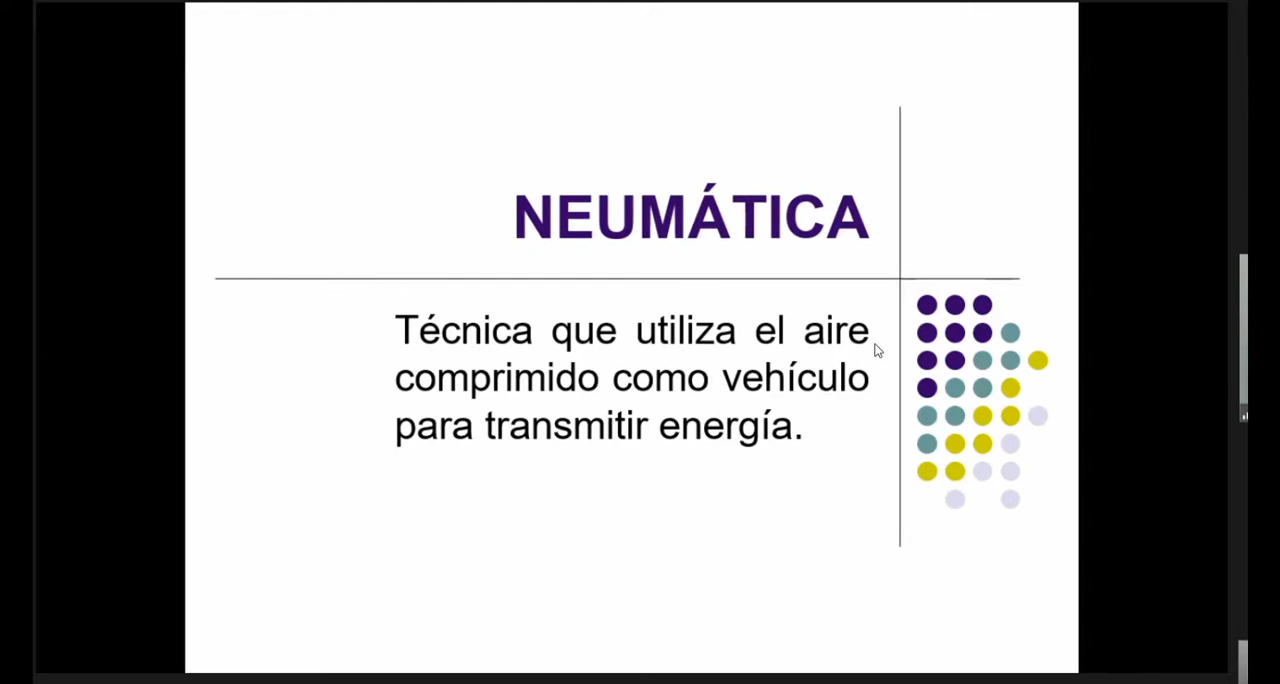 NEUMÁTICA
Técnica que utiliza el aire
comprimido como vehículo
para transmitir energía.